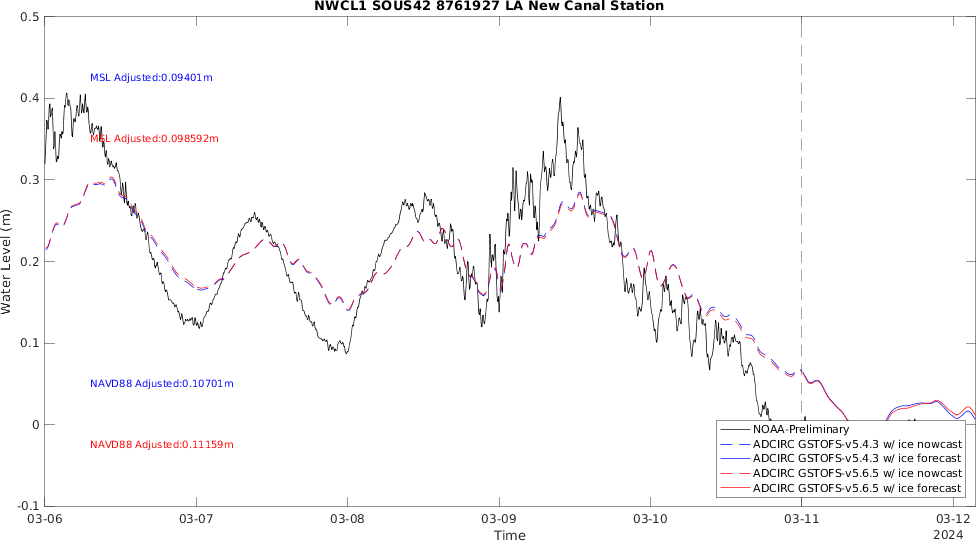 NWCL1 SOUS42 8761927 LA New Canal Station
0.5
0.4
0.3
0.2
0.1
0
-0.1
Water Level (m)
MSL Adjusted:0.09401m
MSL Adjusted:0.098592m
NAVD88 Adjusted:0.10701m
NAVD88 Adjusted:0.11159m
NOAA-Preliminary
ADCIRC GSTOFS-v5.4.3 w/ ice nowcast
ADCIRC GSTOFS-v5.4.3 w/ ice forecast
ADCIRC GSTOFS-v5.6.5 w/ ice nowcast
ADCIRC GSTOFS-v5.6.5 w/ ice forecast
03-06 03-07 03-08 03-09 03-10 03-11 03-12
Time
2024